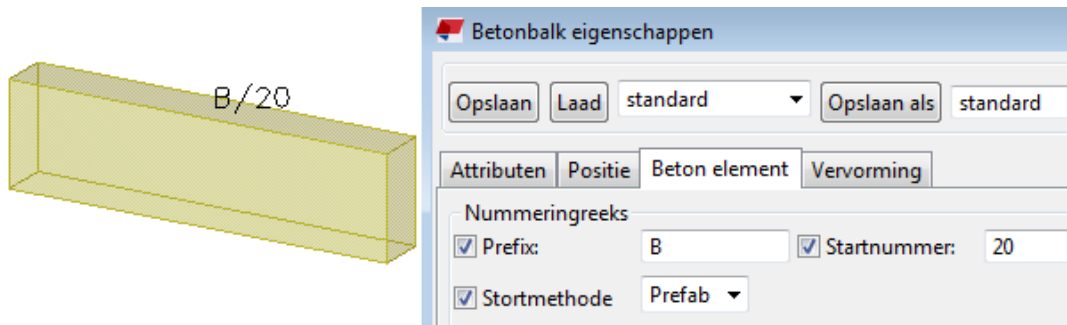 B/20
Betonbalk eigenschappen
Opslaan Laad standard Opslaan als standard
Attributen Positie Beton element Vervorming
Nummeringreeks
Prefix: B Startnummer: 20
Stortmethode Prefab